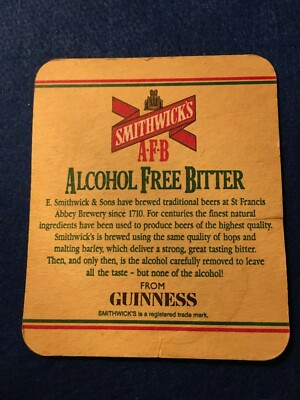 SMITHWICK'S
A·F·B
ALCOHOL FREE BITTER
E. Smithwick & Sons have brewed traditional beers at St Francis
Abbey Brewery since 1710. For centuries the finest natural
ingredients have been used to produce beers of the highest quality.
Smithwick's is brewed using the same quality of hops and
malting barley, which deliver a strong, great tasting bitter.
Then, and only then, is the alcohol carefully removed to leave
all the taste - but none of the alcohol!
FROM
GUINNESS
SMITHWICK'S is a registered trade mark.